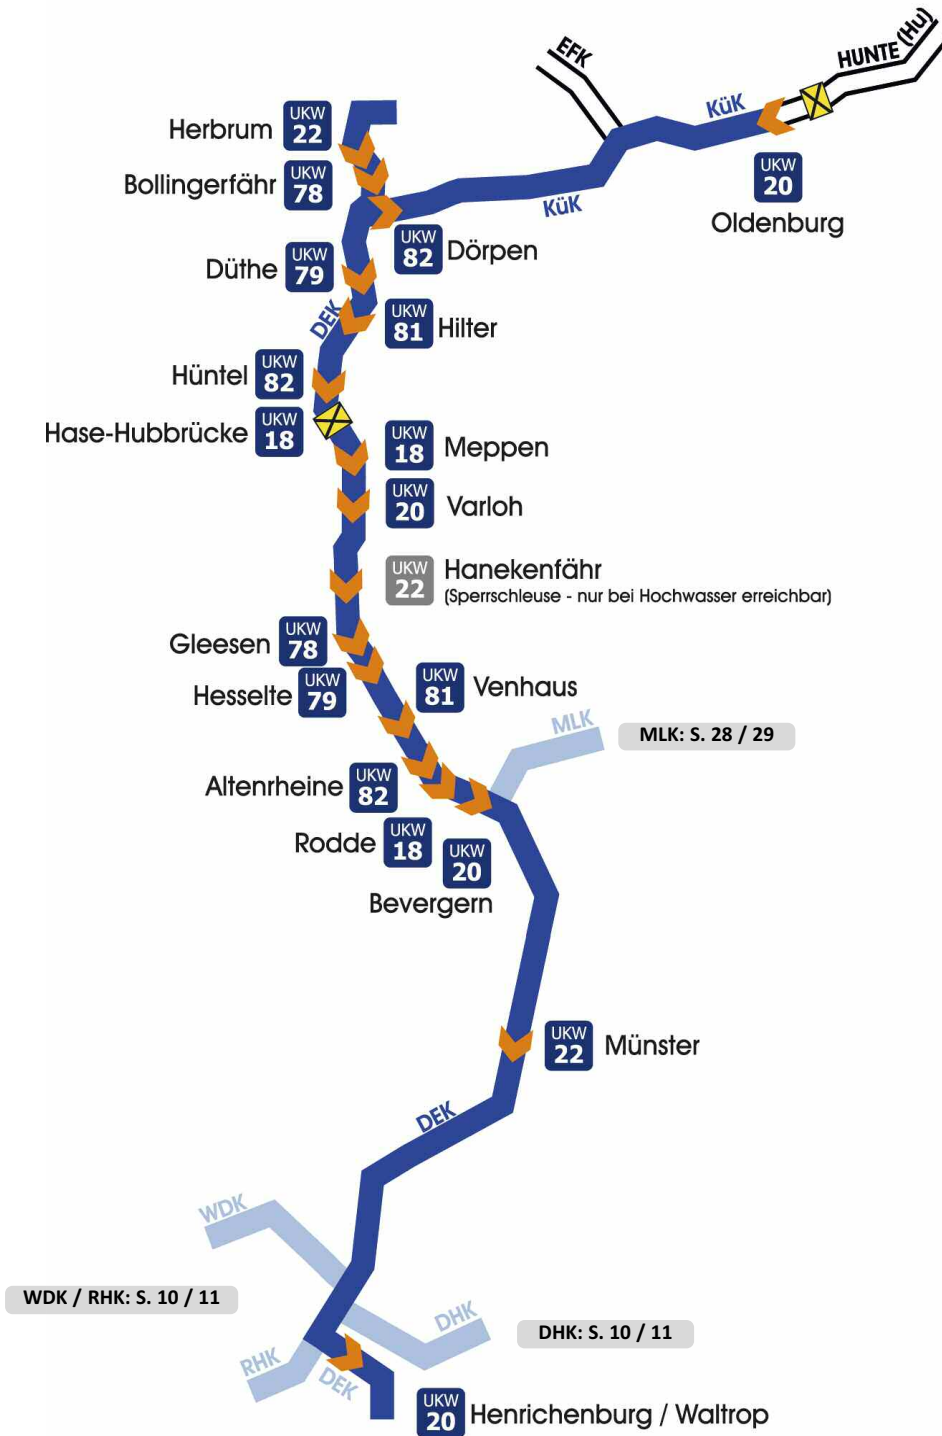 HUNTE (Hu)
EFK
KüK
UKW
22
Herbrum
UKW
78
Bollingerfähr
UKW
20
Oldenburg
KüK
UKW
82
Dörpen
UKW
79
Düthe
DEK
UKW
81
Hilter
UKW
82
Hüntel
UKW
18
Hase-Hubbrücke
UKW
18
Meppen
UKW
20
Varloh
UKW
22
Hanekenfähr
(Sperrschleuse - nur bei Hochwasser erreichbar)
UKW
78
Gleesen
UKW
79
Hesselte
UKW
81
Venhaus
MLK
MLK: S. 28 / 29
UKW
82
Altenrheine
UKW
18
Rodde
UKW
20
Bevergern
UKW
22
Münster
DEK
WDK
WDK / RHK: S. 10 / 11
DHK
DHK: S. 10 / 11
RHK
DEK
UKW
20
Henrichenburg / Waltrop